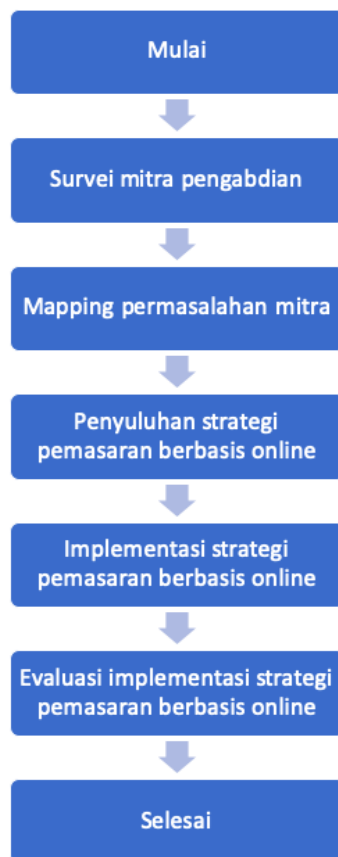 Mulai
Survei mitra pengabdian
Mapping permasalahan mitra
Penyuluhan strategi
pemasaran berbasis online
Implementasi strategi
pemasaran berbasis online
Evaluasi implementasi strategi
pemasaran berbasis online
Selesai